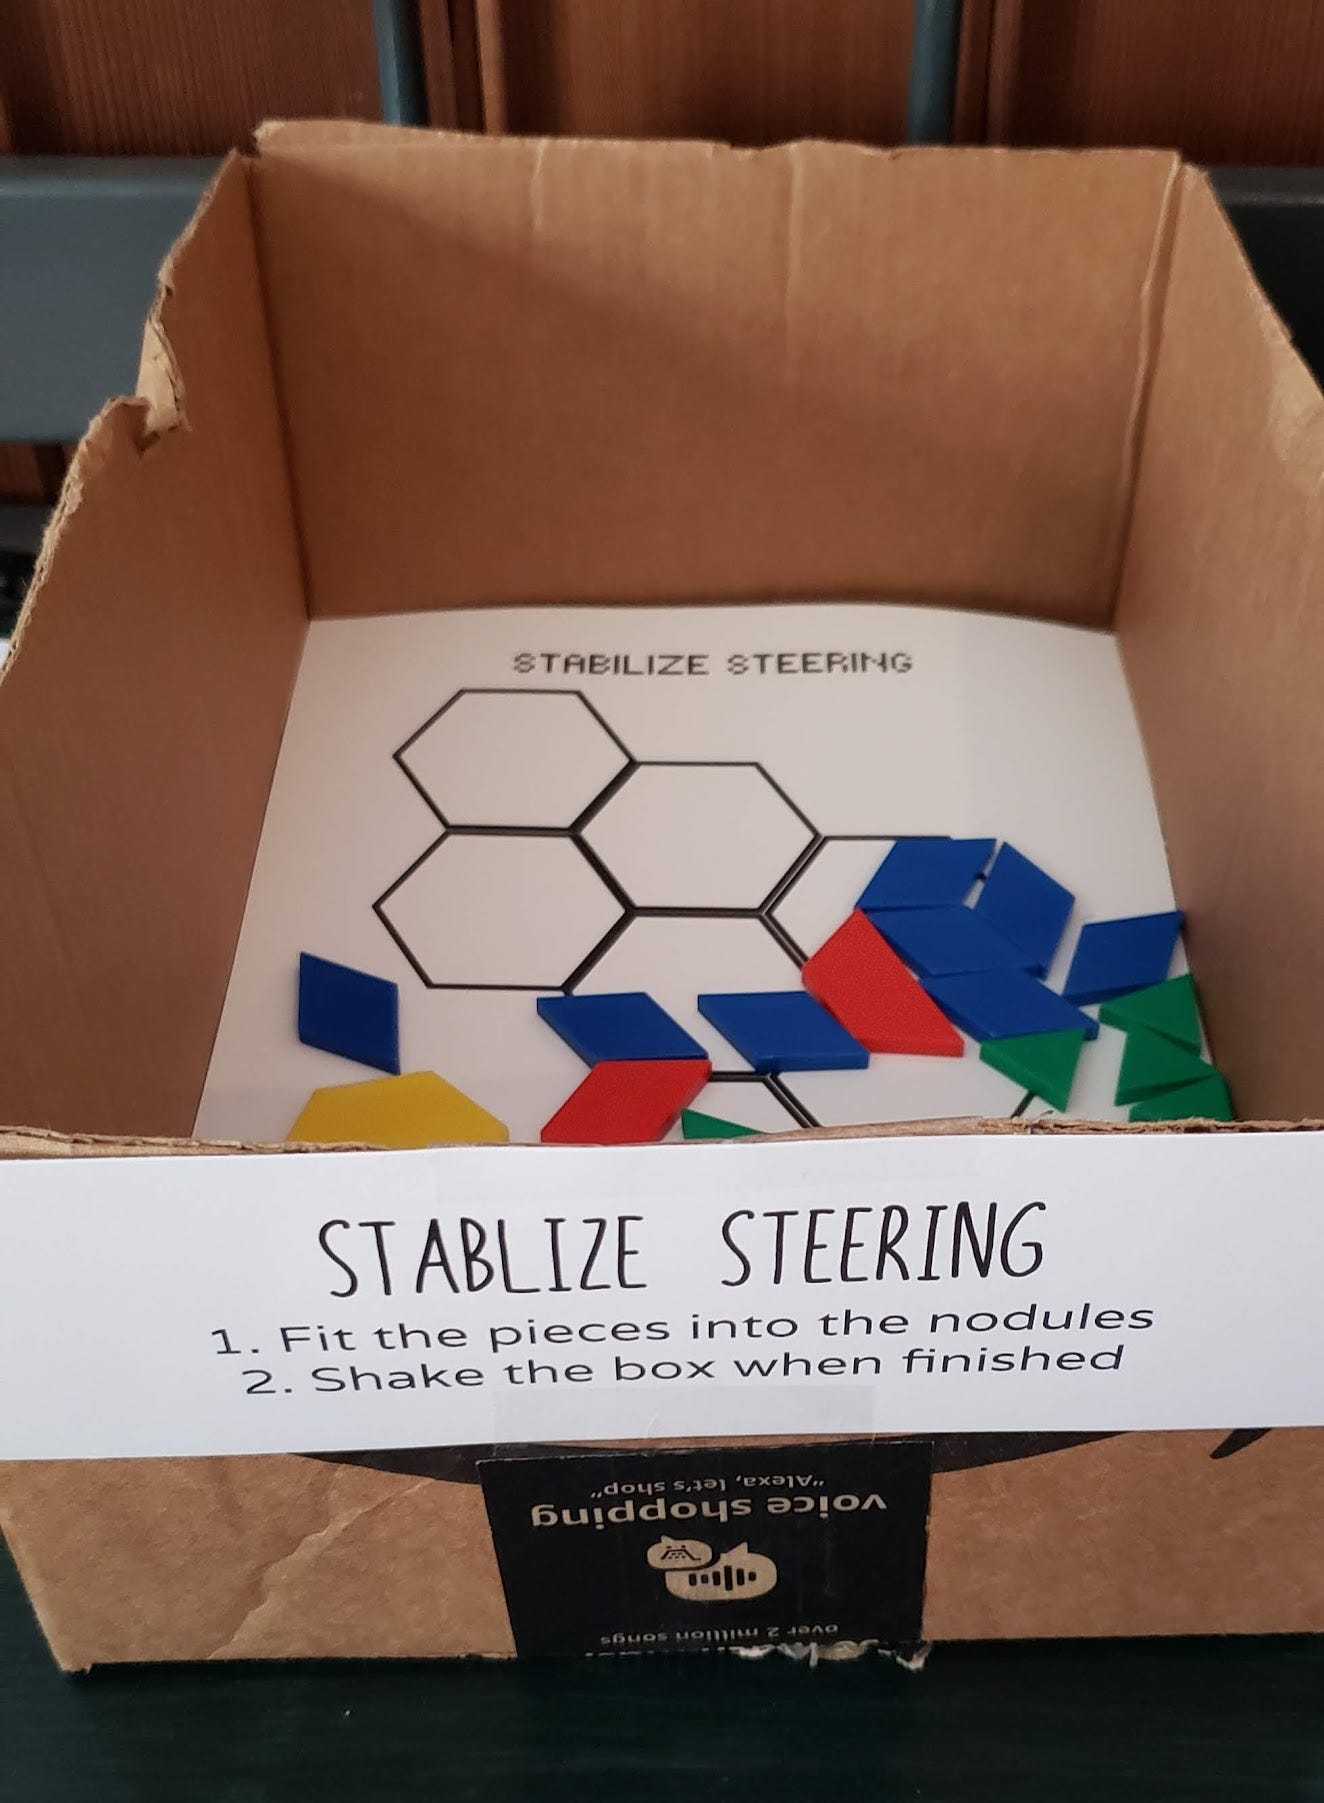 STABILIZE STEERING
STABLIZE STEERING
1. Fit the pieces into the nodules
2. Shake the box when finished
"Alexa, let's shop"
voice shopping
over 2 million songs